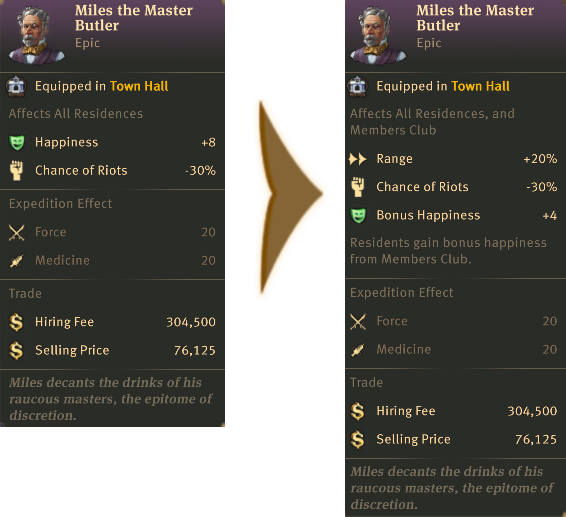 Miles the Master
Butler
Epic
Equipped in Town Hall
Affects All Residences
Happiness +8
Chance of Riots -30%
Expedition Effect
Force 20
Medicine 20
Trade
Hiring Fee 304,500
Selling Price 76,125
Miles decants the drinks of his
raucous masters, the epitome of
discretion.
Miles the Master
Butler
Epic
Equipped in Town Hall
Affects All Residences, and
Members Club
Range +20%
Chance of Riots -30%
Bonus Happiness +4
Residents gain bonus happiness
from Members Club.
Expedition Effect
Force 20
Medicine 20
Trade
Hiring Fee 304,500
Selling Price 76,125
Miles decants the drinks of his
raucous masters, the epitome of
discretion.